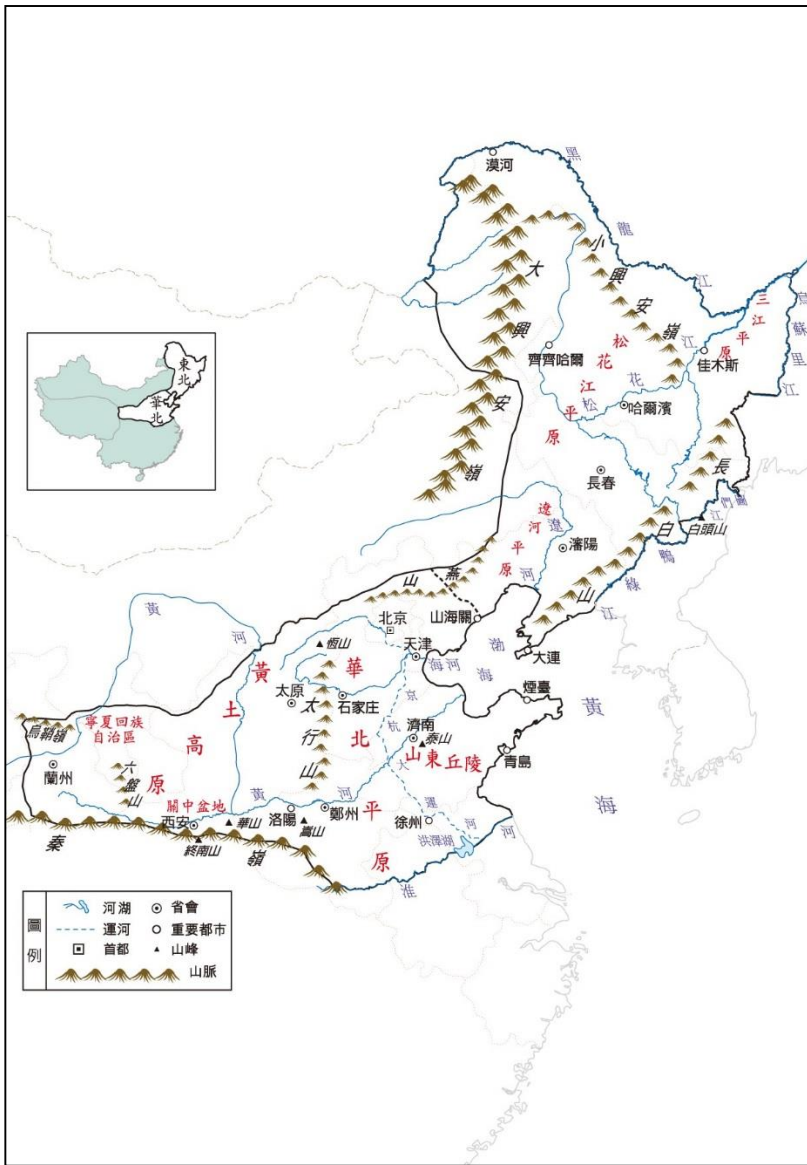 漠河
黑龍江
小興安嶺
大興安嶺
烏蘇里江
三江平原
佳木斯
齊齊哈爾
松花江平原
松花江
哈爾濱
東北
華北
長春
長白山
圖們江
白頭山
遼河平原
遼河
瀋陽
鴨綠江
燕山
山海關
北京
天津
大連
渤海
海河
黃河
恆山
黃土高原
華北平原
太原
石家庄
太行山
京杭大運河
煙臺
黃海
濟南
泰山
山東丘陵
青島
寧夏回族
自治區
烏鞘嶺
蘭州
六盤山
關中盆地
西安
華山
終南山
秦嶺
黃河
洛陽
嵩山
鄭州
徐州
洪澤湖
淮河
圖例
河湖
省會
運河
重要都市
首都
山峰
山脈